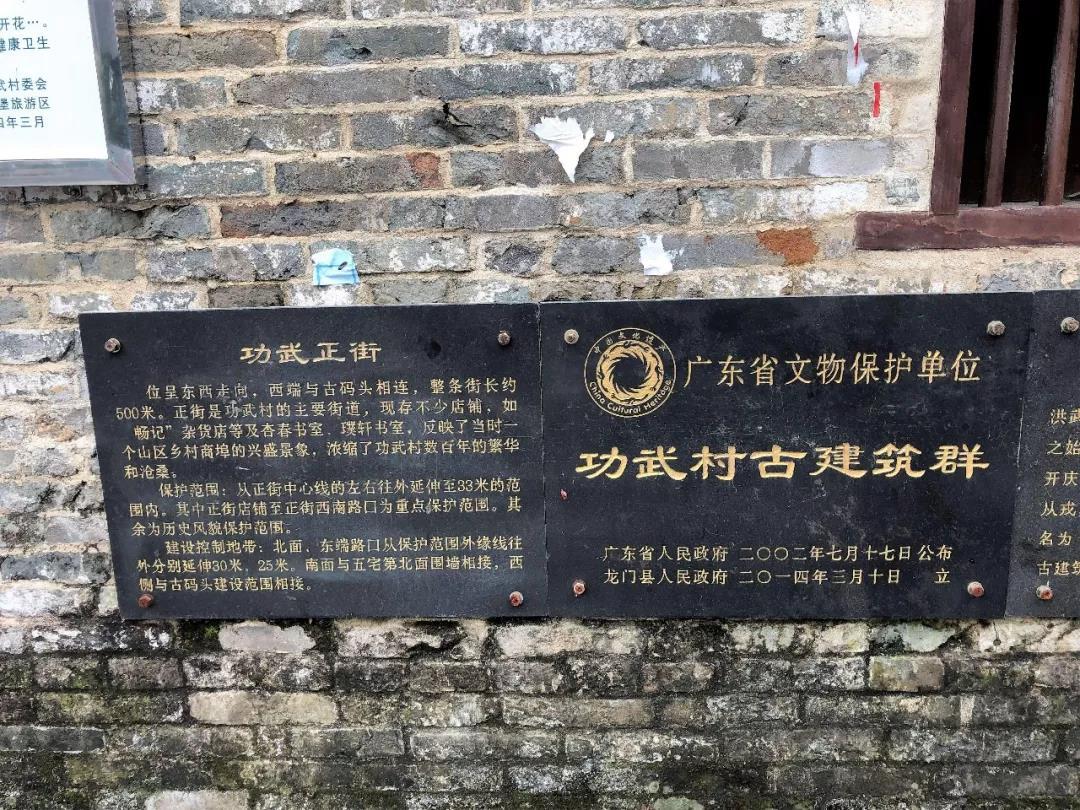 开花…。
健康卫生
武村委会
堡旅游区
四年三月
功武正街
位呈东西走向，西端与古码头相连，整条街长约
500米。正街是功武村的主要街道，现存不少店铺，如
畅记”杂货店等及杏春书室、璞轩书室，反映了当时一
个山区乡村商埠的兴盛景象，浓缩了功武村数百年的繁华
和沧桑。
保护范围：从正街中心线的左右往外延伸至33米的范
围内。其中正街店铺至正街西南路口为重点保护范围。其
余为历史风貌保护范围。
建设控制地带：北面、东端路口从保护范围外缘线往
外分别延伸30米、25米。南面与五宅第北面围墙相接，西
侧与古码头建设范围相接。
中国文化遗产
China Cultural Heritage
广东省文物保护单位
功武村古建筑群
广东省人民政府 二〇〇二年七月十七日公布
龙门县人民政府 二〇一四年三月十日 立
洪武
之始
开庆
从戎
名为
古建筑